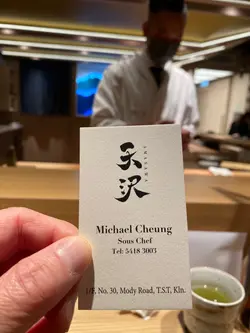 天沢
Michael Cheung
Sous Chef
Tel: 5418 3003
1/F, No. 30, Mody Road, T.S.T, Kln.